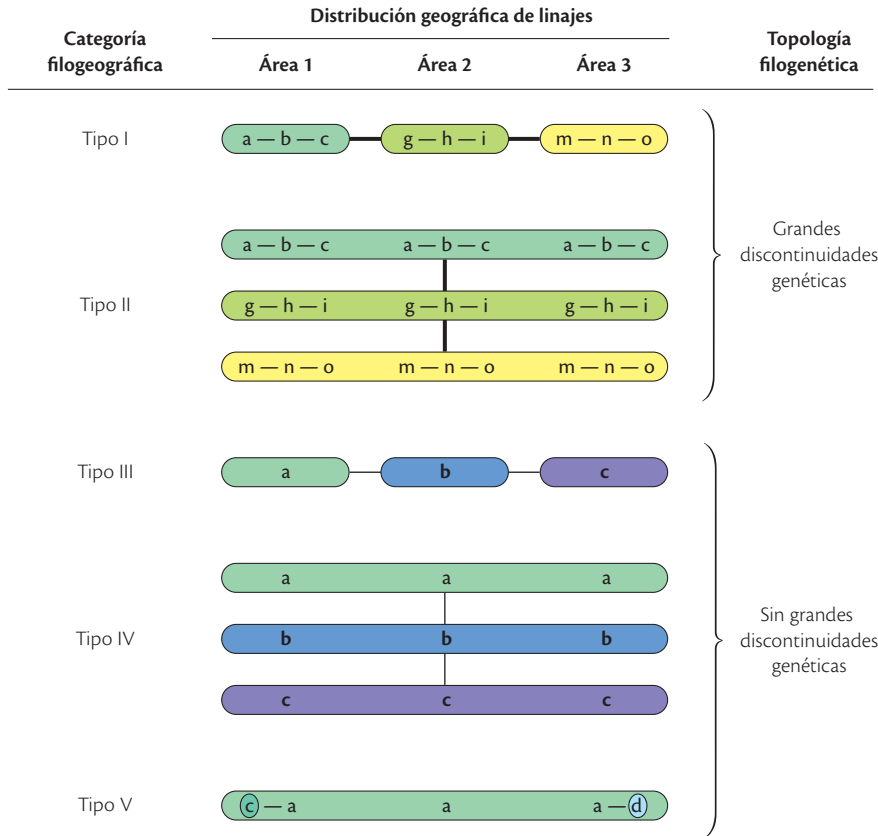 Distribución geográfica de linajes
Categoría
filogeográfica
Área 1 Área 2 Área 3
Topología
filogenética
Tipo I
a — b — c g — h — i m — n — o
Grandes
discontinuidades
genéticas
a — b — c a — b — c a — b — c
Tipo II
g — h — i g — h — i g — h — i
m — n — o m — n — o m — n — o
Tipo III
a b c
a a a
Tipo IV
b b b
c c c
Sin grandes
discontinuidades
genéticas
Tipo V
c — a a a — d